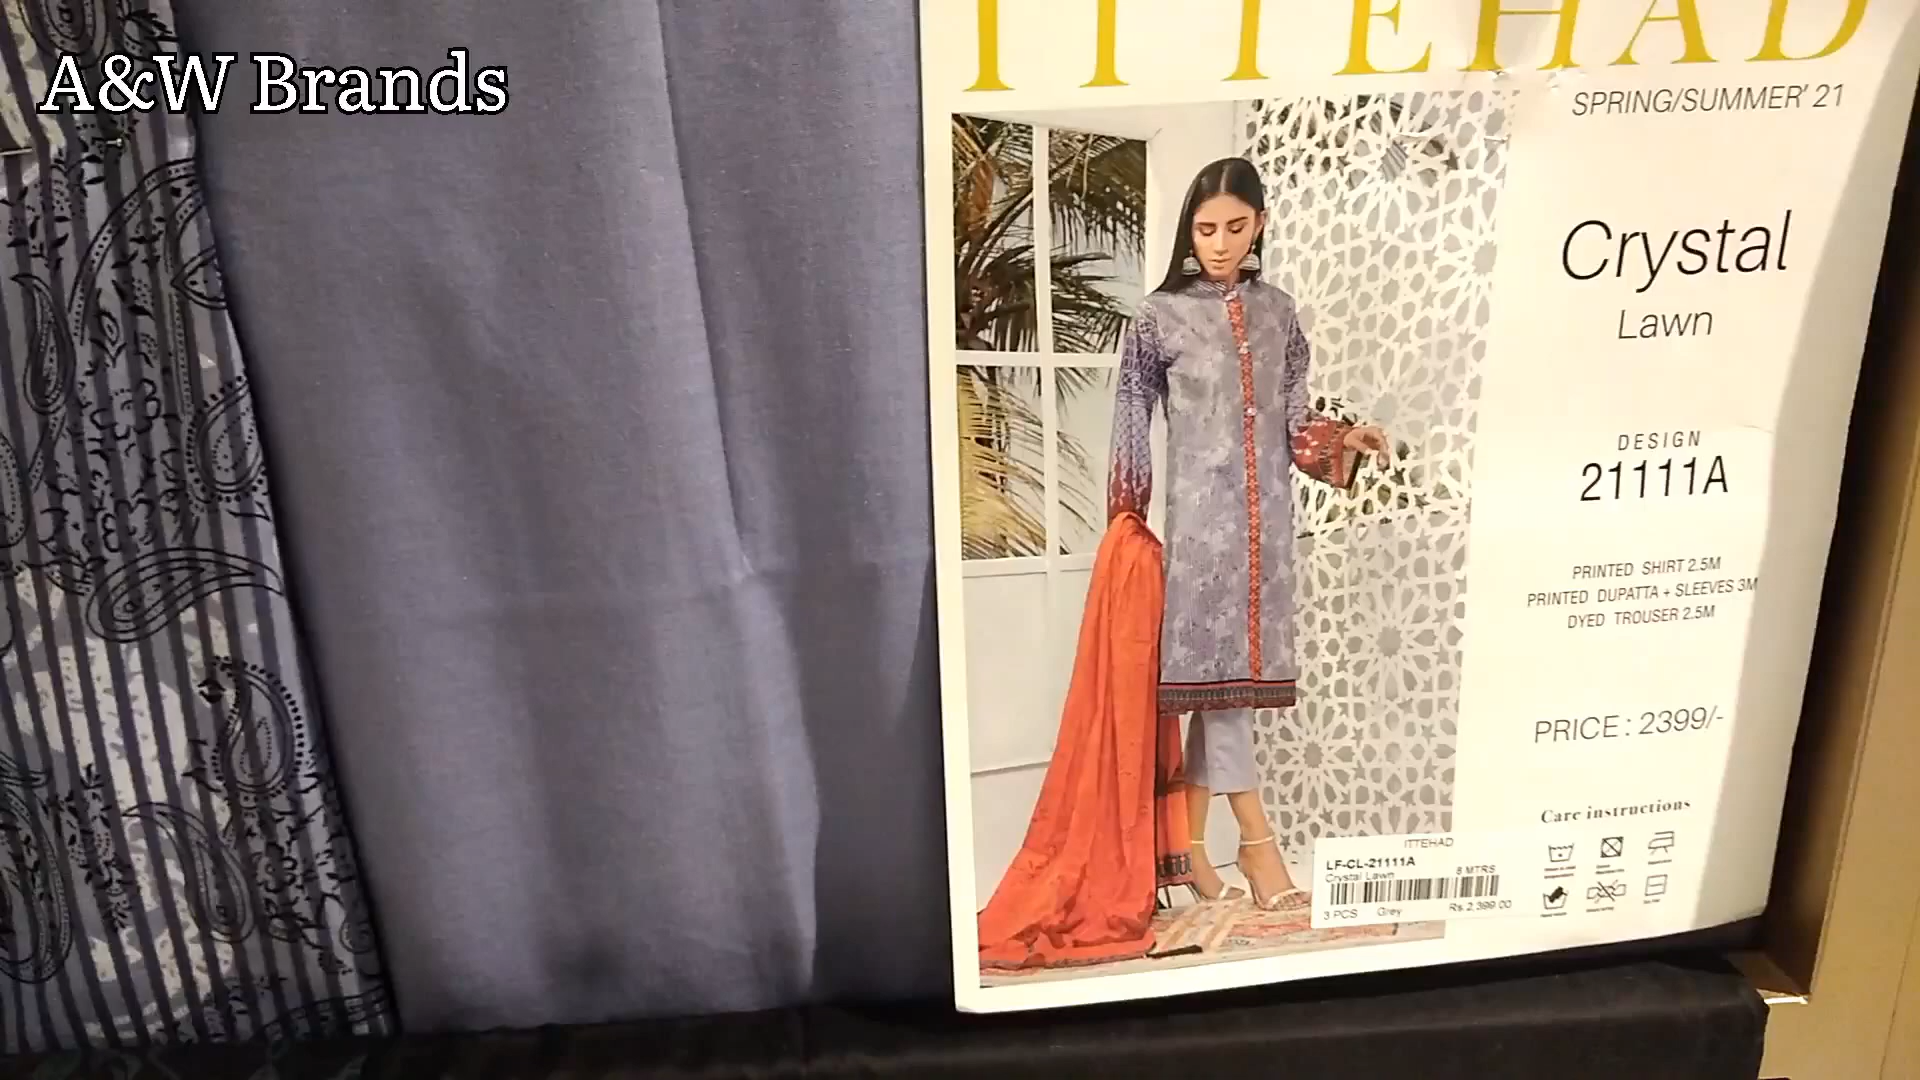 A&W Brands
ITTEHAD
SPRING/SUMMER' 21
Crystal
Lawn
DESIGN
21111A
PRINTED SHIRT 2.5M
PRINTED DUPATTA + SLEEVES 3M
DYED TROUSER 2.5M
PRICE : 2399/-
Care instructions
ITTEHAD
LF-CL-21111A
Crystal Lawn 8 MTRS
3 PCS Grey Rs.2,399.00